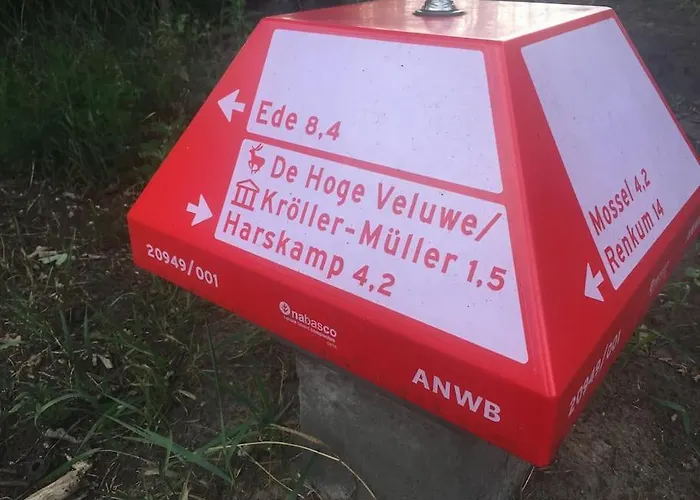 Ede 8,4
De Hoge Veluwe/
Kröller-Müller 1,5
Harskamp 4,2
20949/001
nabasco
ANWB
Mossel 4,2
Renkum 14
20949/001